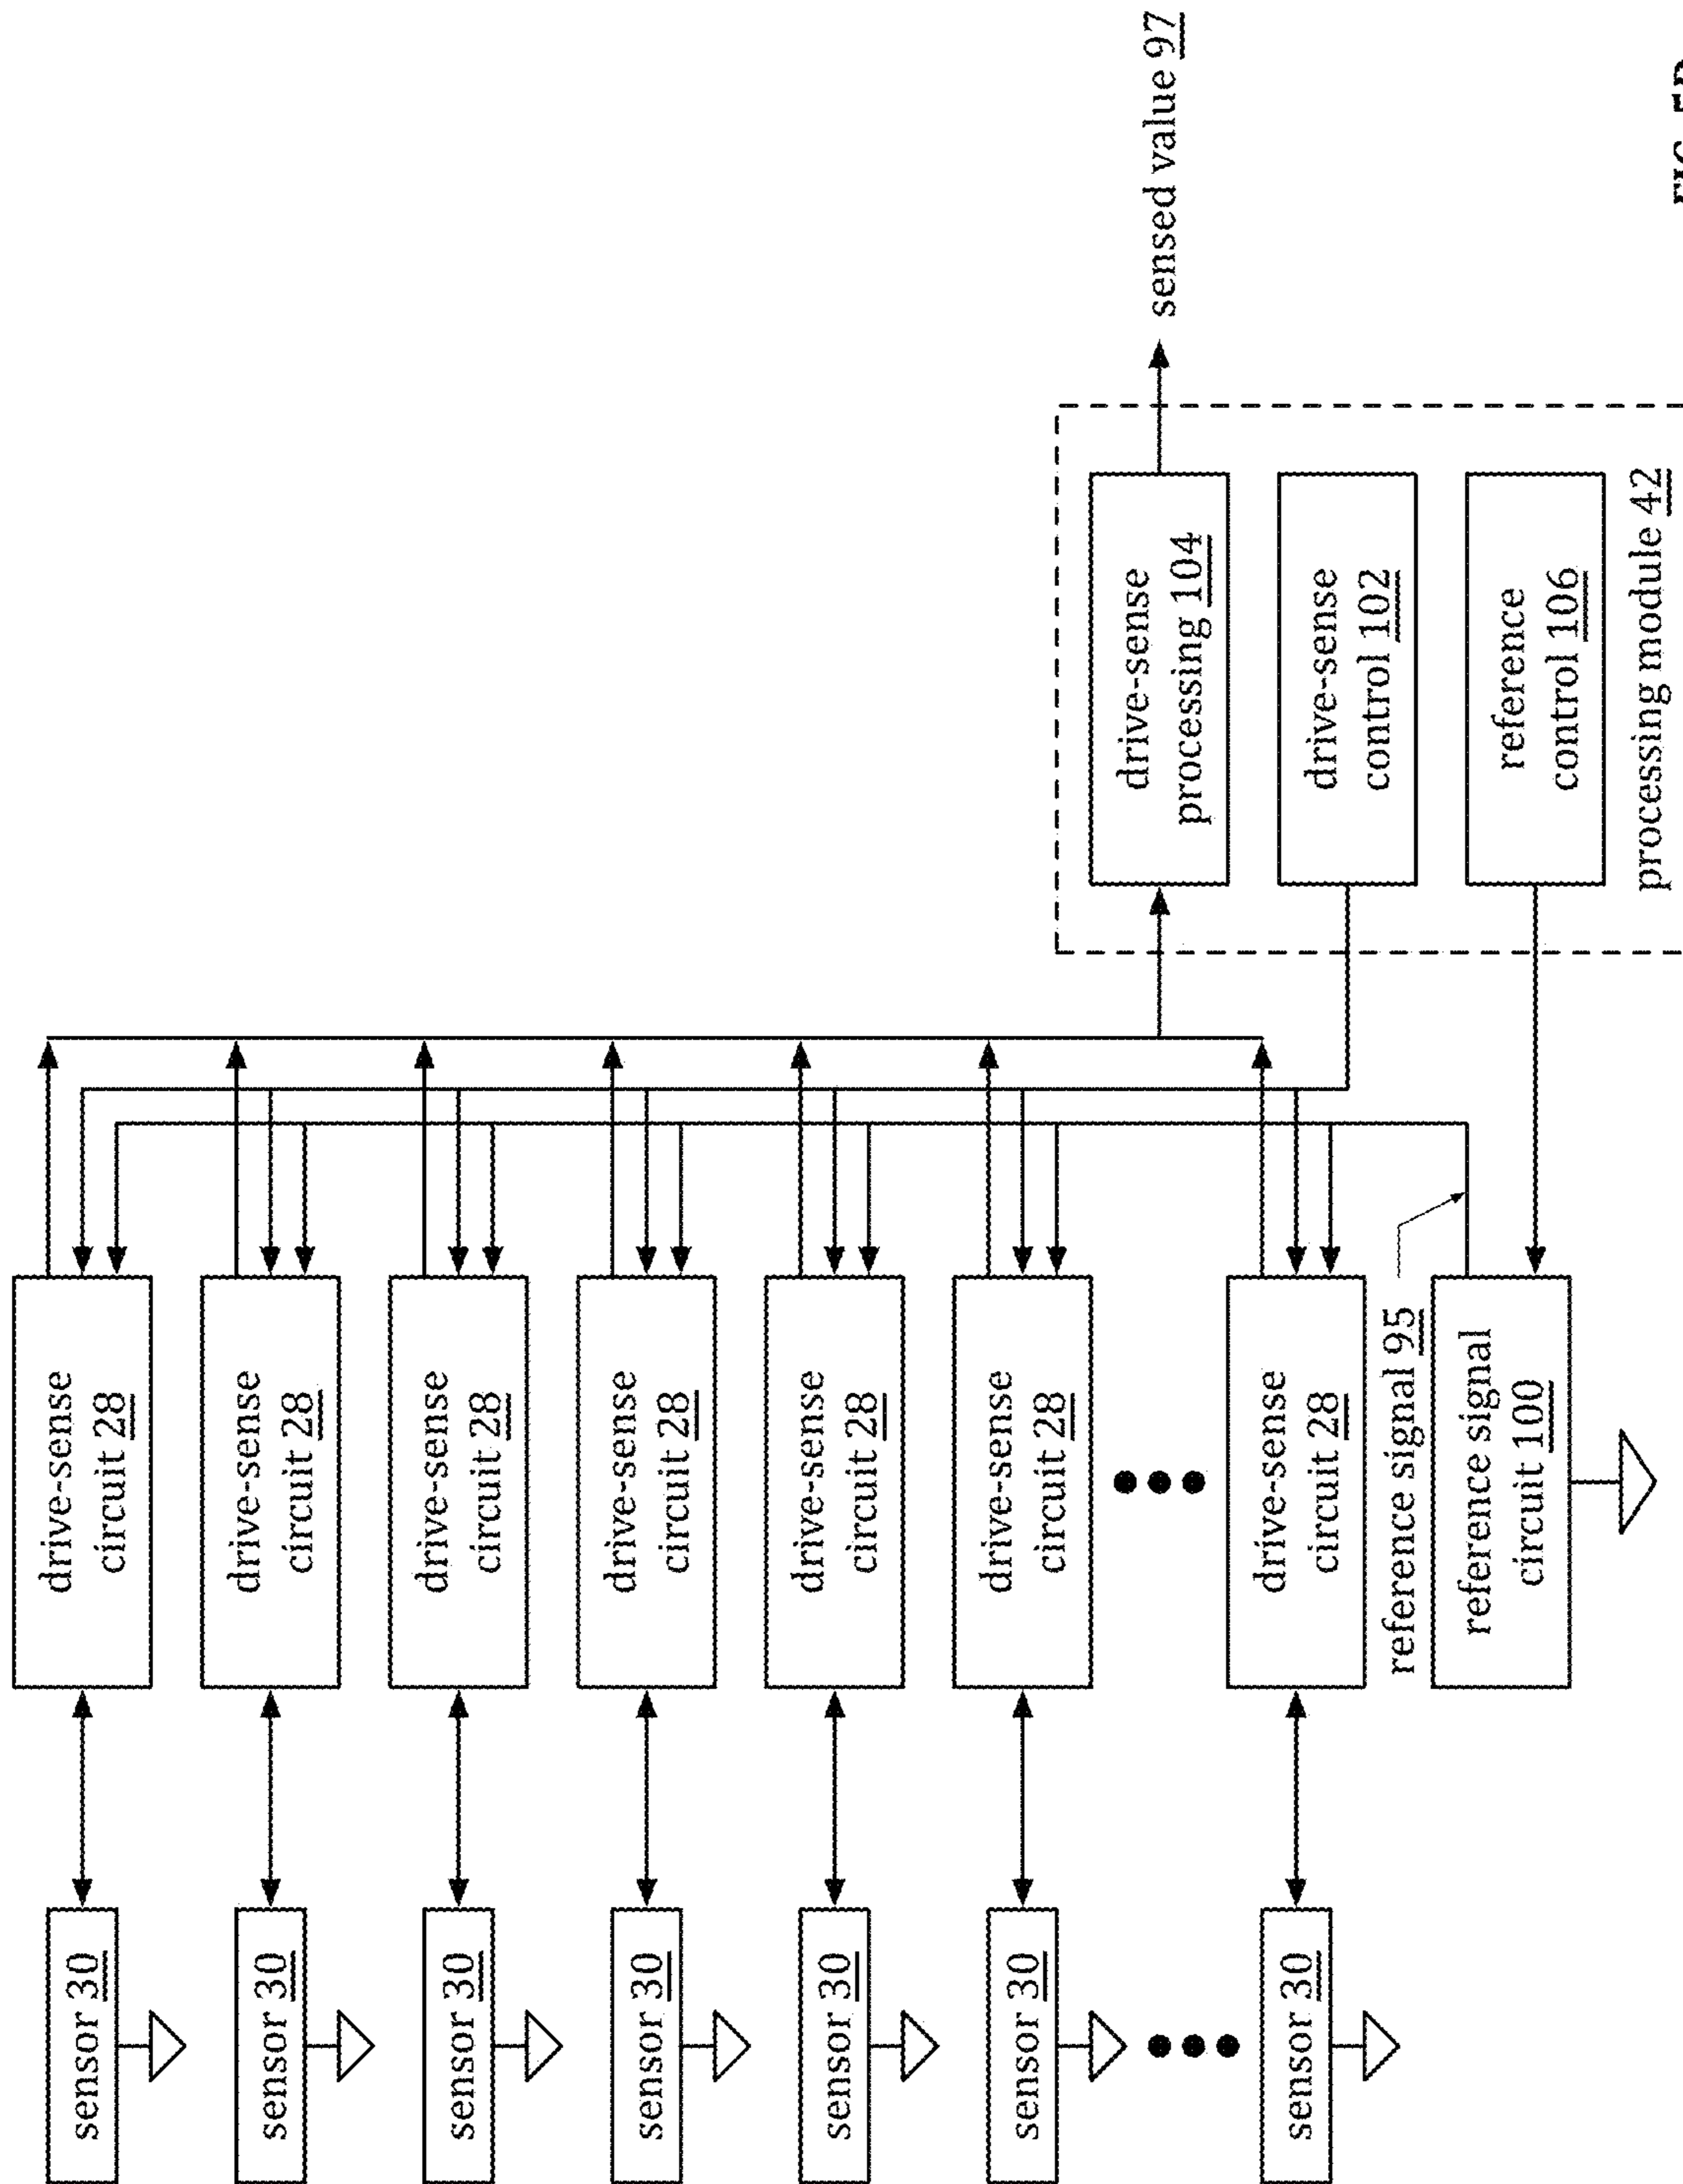 sensor 30
sensor 30
sensor 30
sensor 30
sensor 30
sensor 30
sensor 30
drive-sense
circuit 28
drive-sense
circuit 28
drive-sense
circuit 28
drive-sense
circuit 28
drive-sense
circuit 28
drive-sense
circuit 28
drive-sense
circuit 28
reference signal 95
reference signal
circuit 100
drive-sense
processing 104
drive-sense
control 102
reference
control 106
processing module 42
sensed value 97